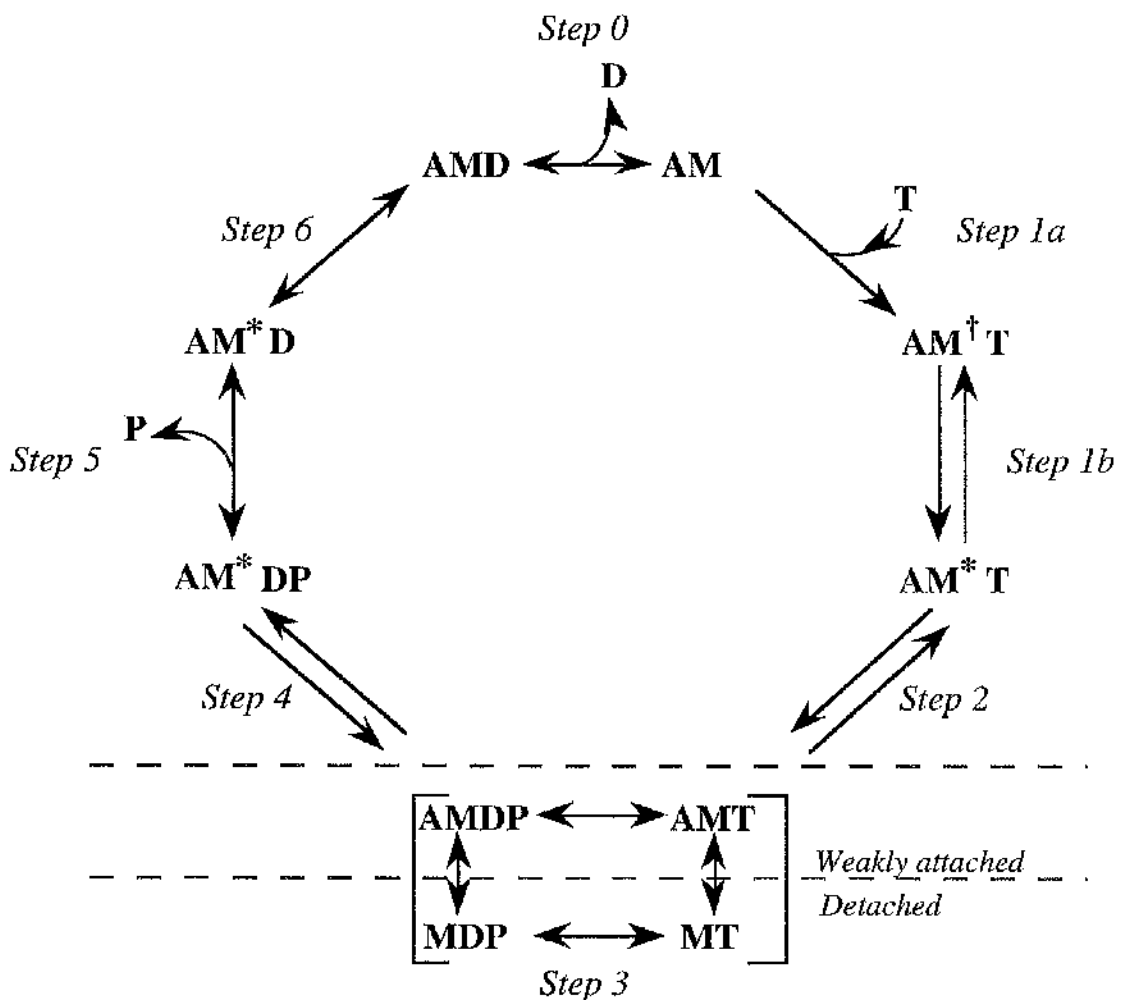 Step 0
D
AMD AM
T
Step 6 Step 1a
AM* D AM† T
P
Step 5 Step 1b
AM* DP AM* T
Step 4 Step 2
AMDP AMT
Weakly attached
Detached
MDP MT
Step 3